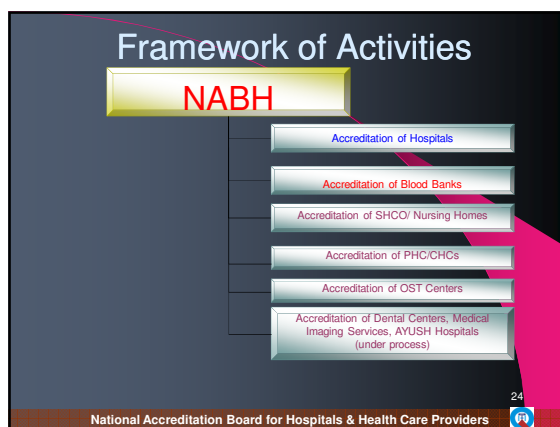 Framework of Activities
NABH
Accreditation of Hospitals
Accreditation of Blood Banks
Accreditation of SHCO/ Nursing Homes
Accreditation of PHC/CHCs
Accreditation of OST Centers
Accreditation of Dental Centers, Medical
Imaging Services, AYUSH Hospitals
(under process)
24
National Accreditation Board for Hospitals & Health Care Providers